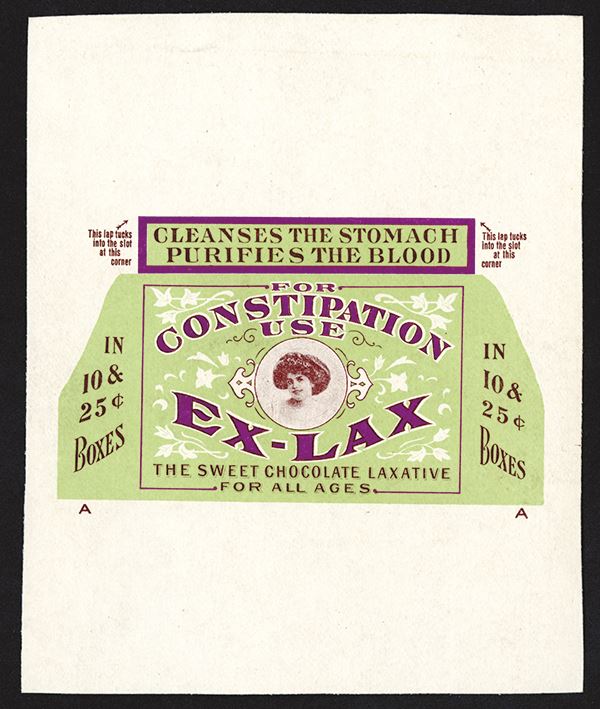 CLEANSES THE STOMACH
PURIFIES THE BLOOD
This lap tucks
into the slot
at this
corner
This lap tucks
into the slot
at this
corner
FOR
CONSTIPATION
USE
EX-LAX
THE SWEET CHOCOLATE LAXATIVE
FOR ALL AGES
IN
10 &
25¢
BOXES
IN
10 &
25¢
BOXES
A
A